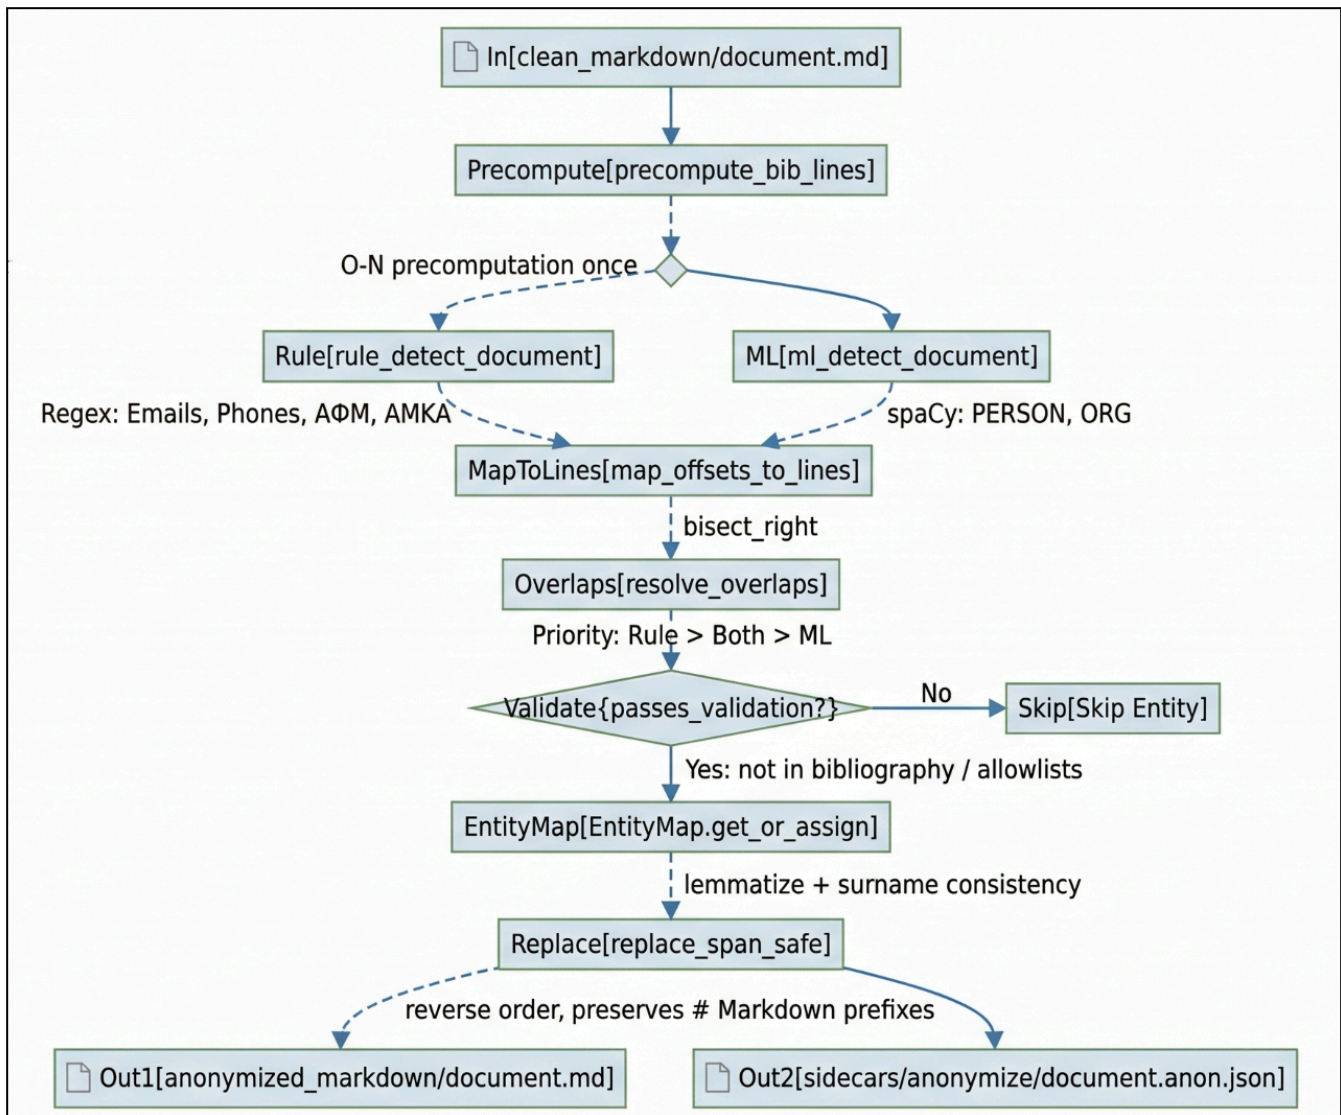 In[clean_markdown/document.md]
Precompute[precompute_bib_lines]
O-N precomputation once
Rule[rule_detect_document]
ML[ml_detect_document]
Regex: Emails, Phones, ΑΦΜ, AMKA
spaCy: PERSON, ORG
MapToLines[map_offsets_to_lines]
bisect_right
Overlaps[resolve_overlaps]
Priority: Rule > Both > ML
Validate{passes_validation?}
No
Skip[Skip Entity]
Yes: not in bibliography / allowlists
EntityMap[EntityMap.get_or_assign]
lemmatize + surname consistency
Replace[replace_span_safe]
reverse order, preserves # Markdown prefixes
Out1[anonymized_markdown/document.md]
Out2[sidecars/anonymize/document.anon.json]